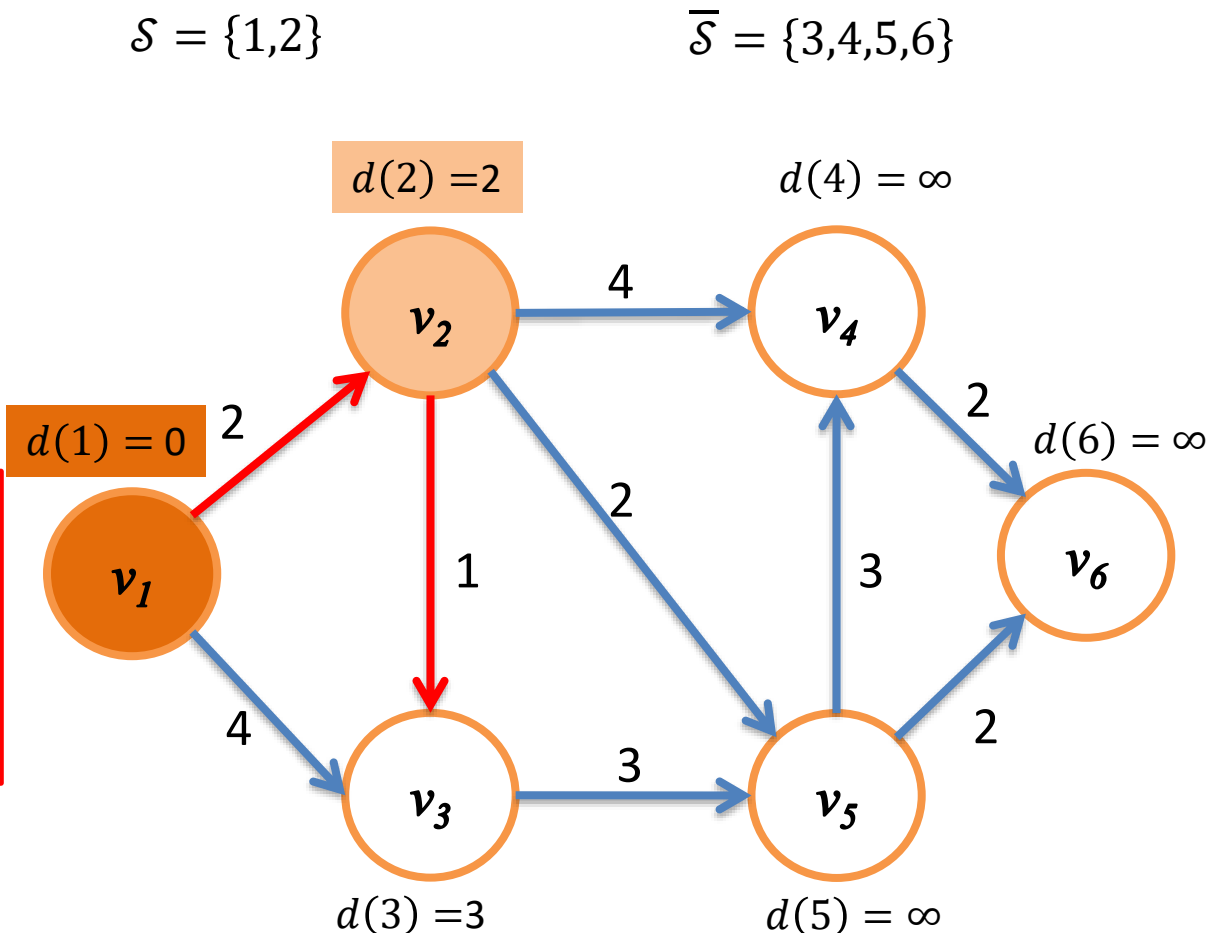 𝒮 = {1,2}
𝒮̅ = {3,4,5,6}
d(2) =2
d(4) = ∞
4
v₂
v₄
2
2
d(1) = 0
d(6) = ∞
2
1
3
v₁
v₆
4
2
3
v₃
v₅
d(3) =3
d(5) = ∞